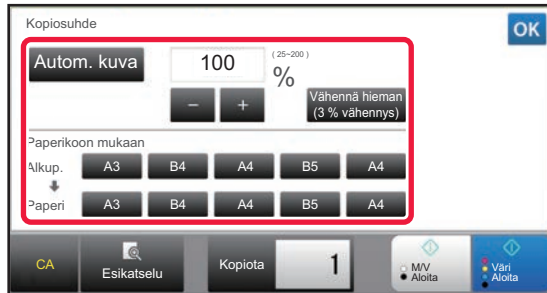 Kopiosuhde
OK
Autom. kuva
100
(25~200)
%
−
+
Vähennä hieman
(3 % vähennys)
Paperikoon mukaan
Alkup.
A3 B4 A4 B5 A4
Paperi
A3 B4 A4 B5 A4
CA
Esikatselu
Kopiota
1
M/V
Aloita
Väri
Aloita